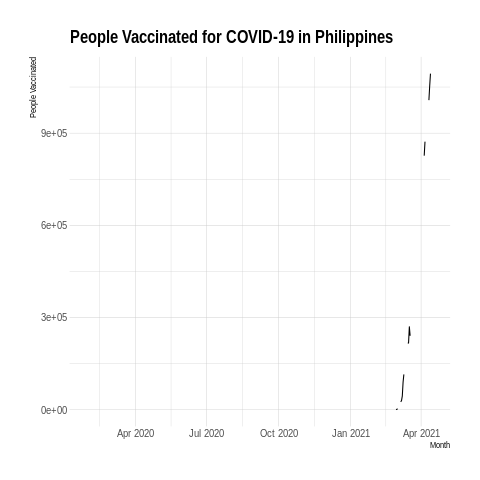 People Vaccinated for COVID-19 in Philippines
People Vaccinated
9e+05
6e+05
3e+05
0e+00
Apr 2020 Jul 2020 Oct 2020 Jan 2021 Apr 2021
Month